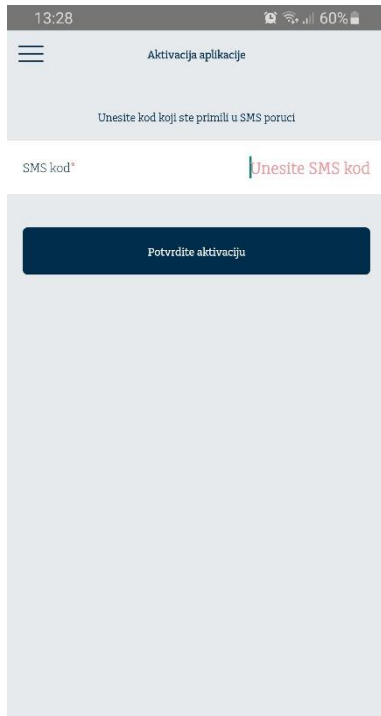 13:28
60%
Aktivacija aplikacije
Unesite kod koji ste primili u SMS poruci
SMS kod* Unesite SMS kod
Potvrdite aktivaciju